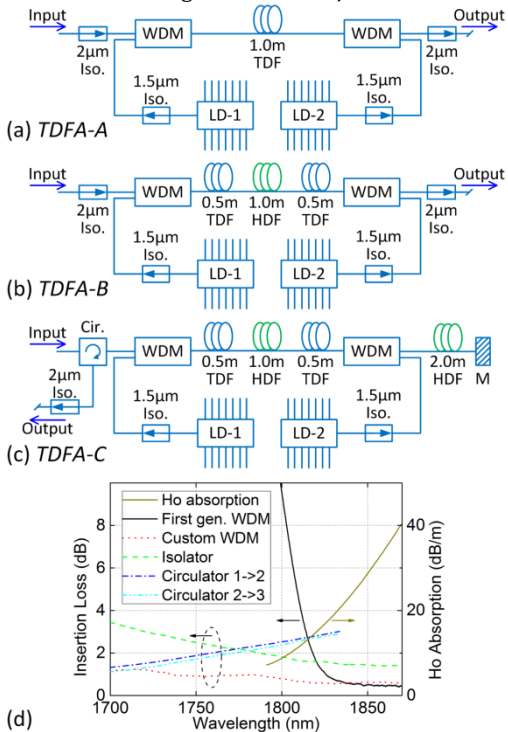 Input
Output
WDM
WDM
2μm
Iso.
1.0m
TDF
2μm
Iso.
1.5μm
Iso.
LD-1
LD-2
1.5μm
Iso.
(a) TDFA-A
Input
Output
WDM
WDM
2μm
Iso.
0.5m
TDF
1.0m
HDF
0.5m
TDF
2μm
Iso.
1.5μm
Iso.
LD-1
LD-2
1.5μm
Iso.
(b) TDFA-B
Input
Cir.
WDM
WDM
0.5m
TDF
1.0m
HDF
0.5m
TDF
2.0m
HDF
M
2μm
Iso.
Output
1.5μm
Iso.
LD-1
LD-2
1.5μm
Iso.
(c) TDFA-C
Ho absorption
First gen. WDM
Custom WDM
Isolator
Circulator 1->2
Circulator 2->3
Insertion Loss (dB)
8
6
4
2
0
Ho Absorption (dB/m)
40
20
0
1700 1750 1800 1850
Wavelength (nm)
(d)